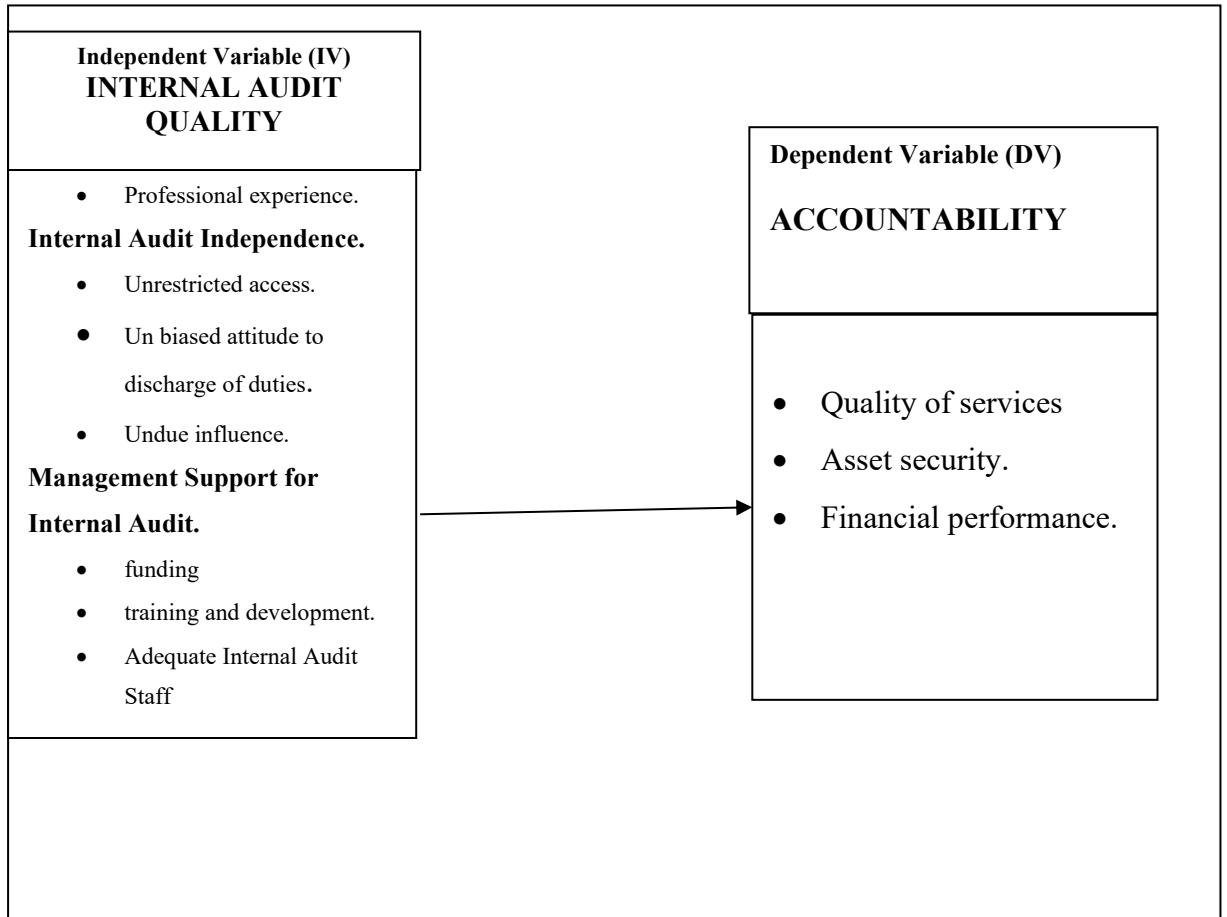 Independent Variable (IV)
INTERNAL AUDIT
QUALITY
• Professional experience.
Internal Audit Independence.
• Unrestricted access.
• Un biased attitude to
discharge of duties.
• Undue influence.
Management Support for
Internal Audit.
• funding
• training and development.
• Adequate Internal Audit
Staff
Dependent Variable (DV)
ACCOUNTABILITY
• Quality of services
• Asset security.
• Financial performance.